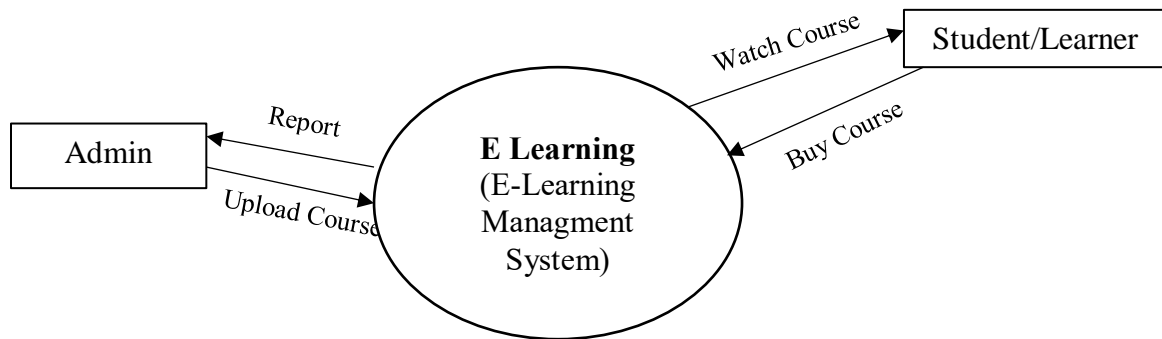 Watch Course
Student/Learner
Buy Course
Report
Admin
Upload Course
E Learning
(E-Learning
Managment
System)